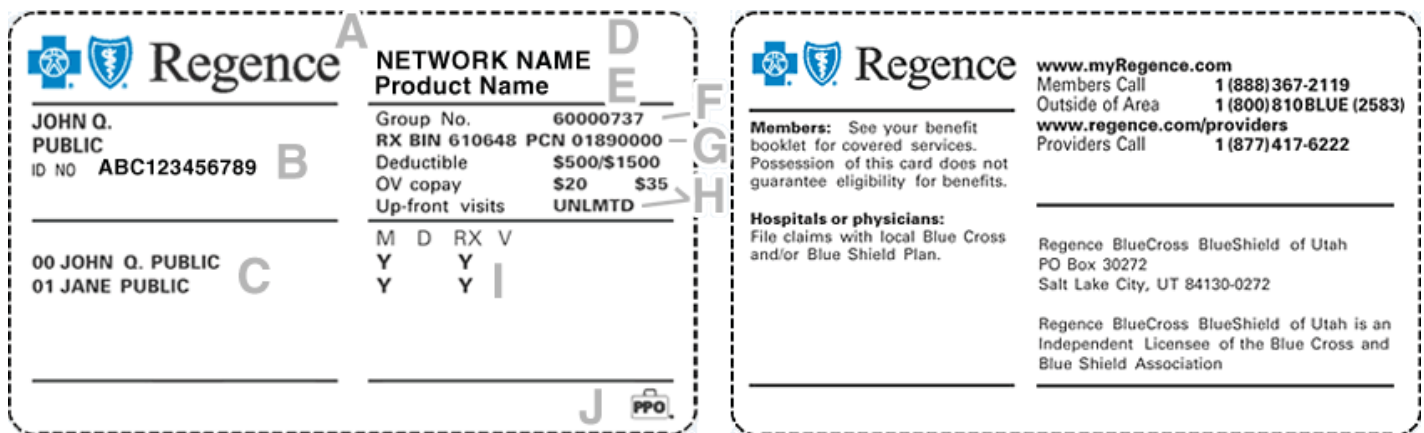 Regence
A
NETWORK NAME
D
Product Name
E
JOHN Q.
PUBLIC
ID NO ABC123456789
B
Group No. 60000737
F
RX BIN 610648 PCN 01890000
G
Deductible $500/$1500
OV copay $20 $35
Up-front visits UNLMTD
H
00 JOHN Q. PUBLIC
01 JANE PUBLIC
C
M D RX V
Y Y
Y Y
I
J
PPO
Regence
Members: See your benefit
booklet for covered services.
Possession of this card does not
guarantee eligibility for benefits.
Hospitals or physicians:
File claims with local Blue Cross
and/or Blue Shield Plan.
www.myRegence.com
Members Call 1 (888) 367-2119
Outside of Area 1 (800) 810BLUE (2583)
www.regence.com/providers
Providers Call 1 (877) 417-6222
Regence BlueCross BlueShield of Utah
PO Box 30272
Salt Lake City, UT 84130-0272
Regence BlueCross BlueShield of Utah is an
Independent Licensee of the Blue Cross and
Blue Shield Association